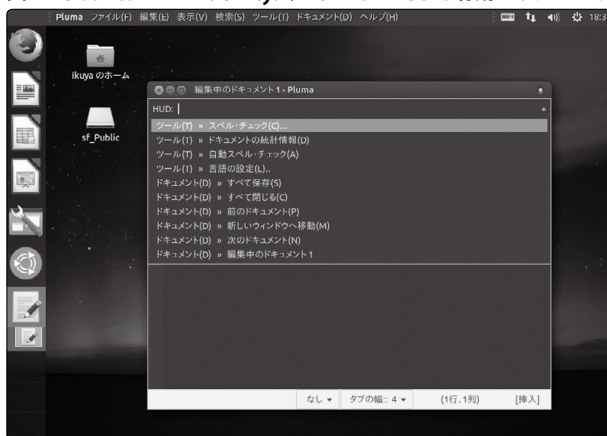 Pluma ファイル(F) 編集(E) 表示(V) 検索(S) ツール(T) ドキュメント(D) ヘルプ(H)
18:3
ikuya のホーム
sf_Public
編集中のドキュメント 1 - Pluma
HUD:
ツール(T) » スペル・チェック(C)...
ツール(T) » ドキュメントの統計情報(D)
ツール(T) » 自動スペル・チェック(A)
ツール(T) » 言語の設定(L)..
ドキュメント(D) » すべて保存(S)
ドキュメント(D) » すべて閉じる(C)
ドキュメント(D) » 前のドキュメント(P)
ドキュメント(D) » 新しいウィンドウへ移動(M)
ドキュメント(D) » 次のドキュメント(N)
ドキュメント(D) » 編集中のドキュメント 1
なし タブの幅:: 4 (1行、1列) [挿入]